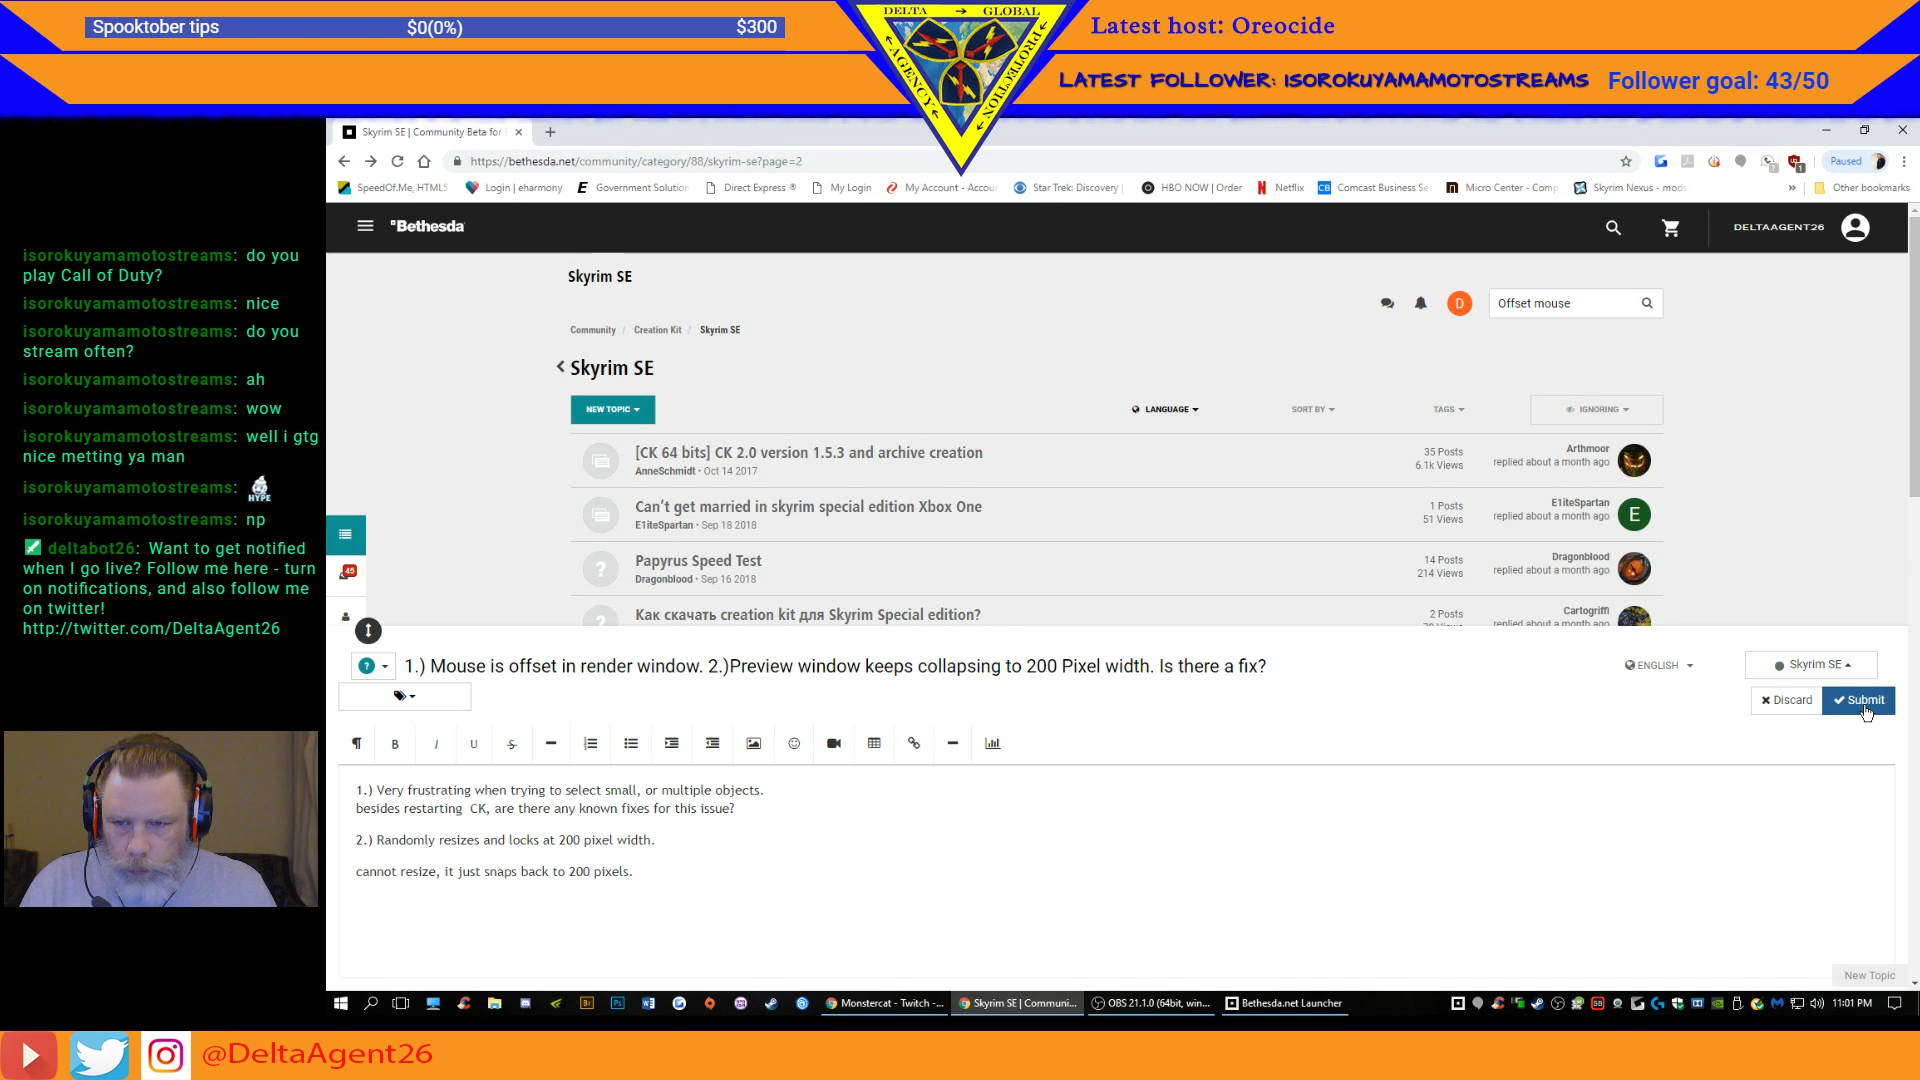 Spooktober tips $0(0%) $300
DELTA → GLOBAL
PROTECTION
AGENCY
Latest host: Oreocide
LATEST FOLLOWER: ISOROKUYAMAMOTOSTREAMS Follower goal: 43/50
Skyrim SE | Community Beta for
https://bethesda.net/community/category/88/skyrim-se?page=2
Paused
SpeedOf.Me, HTML5 Login | eharmony Government Solution Direct Express ® My Login My Account - Accou Star Trek: Discovery HBO NOW | Order Netflix Comcast Business Se Micro Center - Comp Skyrim Nexus - mods » Other bookmarks
Bethesda
DELTAAGENT26
Skyrim SE
D
Offset mouse
Community / Creation Kit / Skyrim SE
Skyrim SE
NEW TOPIC
LANGUAGE
SORT BY
TAGS
IGNORING
[CK 64 bits] CK 2.0 version 1.5.3 and archive creation
AnneSchmidt • Oct 14 2017
35 Posts
6.1k Views
Arthmoor
replied about a month ago
Can't get married in skyrim special edition Xbox One
E1iteSpartan • Sep 18 2018
1 Posts
51 Views
E1iteSpartan
replied about a month ago
E
Papyrus Speed Test
Dragonblood • Sep 16 2018
14 Posts
214 Views
Dragonblood
replied about a month ago
Как скачать creation kit для Skyrim Special edition?
2 Posts
Cartogriffi
replied about a month ago
45
1.) Mouse is offset in render window. 2.)Preview window keeps collapsing to 200 Pixel width. Is there a fix?
ENGLISH
Skyrim SE
Discard
Submit
B I U S
1.) Very frustrating when trying to select small, or multiple objects.
besides restarting CK, are there any known fixes for this issue?
2.) Randomly resizes and locks at 200 pixel width.
cannot resize, it just snaps back to 200 pixels.
New Topic
Monstercat - Twitch -...
Skyrim SE | Communi...
OBS 21.1.0 (64bit, win...
Bethesda.net Launcher
11:01 PM
isorokuyamamotostreams: do you
play Call of Duty?
isorokuyamamotostreams: nice
isorokuyamamotostreams: do you
stream often?
isorokuyamamotostreams: ah
isorokuyamamotostreams: wow
isorokuyamamotostreams: well i gtg
nice metting ya man
isorokuyamamotostreams: HYPE
isorokuyamamotostreams: np
deltabot26: Want to get notified
when I go live? Follow me here - turn
on notifications, and also follow me
on twitter!
http://twitter.com/DeltaAgent26
@DeltaAgent26